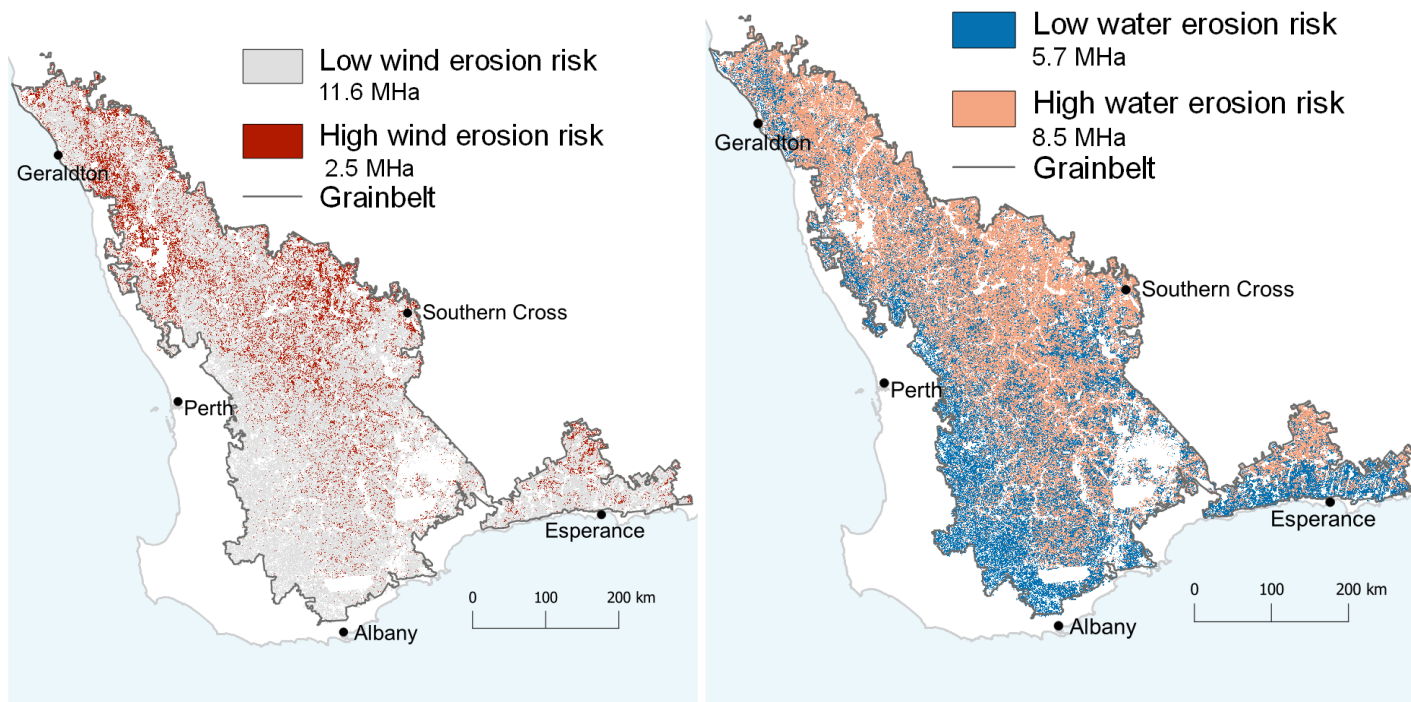 Low wind erosion risk
11.6 MHa
High wind erosion risk
2.5 MHa
Grainbelt
Geraldton
Southern Cross
Perth
Esperance
Albany
0 100 200 km
Low water erosion risk
5.7 MHa
High water erosion risk
8.5 MHa
Grainbelt
Geraldton
Southern Cross
Perth
Esperance
Albany
0 100 200 km